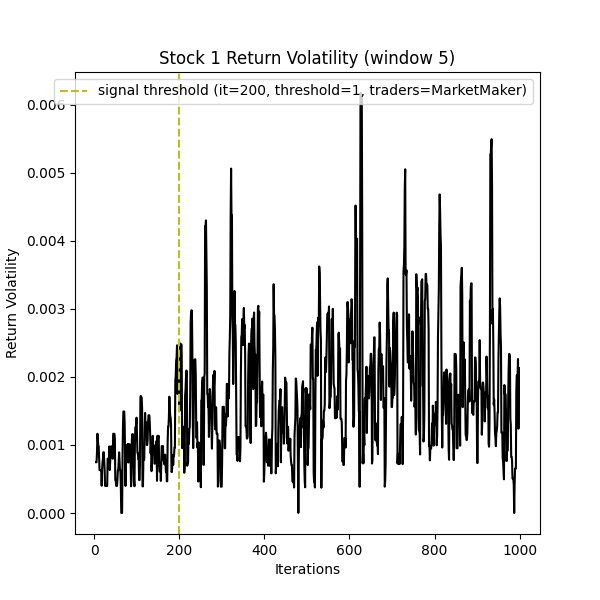 Stock 1 Return Volatility (window 5)
signal threshold (it=200, threshold=1, traders=MarketMaker)
0.006
0.005
0.004
0.003
0.002
0.001
0.000
Return Volatility
0 200 400 600 800 1000
Iterations